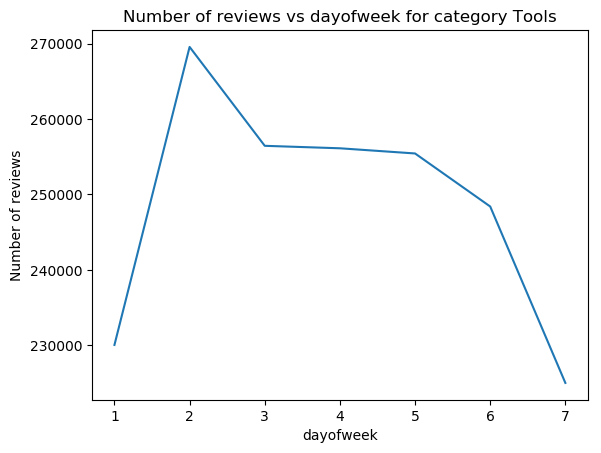 Number of reviews vs dayofweek for category Tools
Number of reviews
270000
260000
250000
240000
230000
1 2 3 4 5 6 7
dayofweek